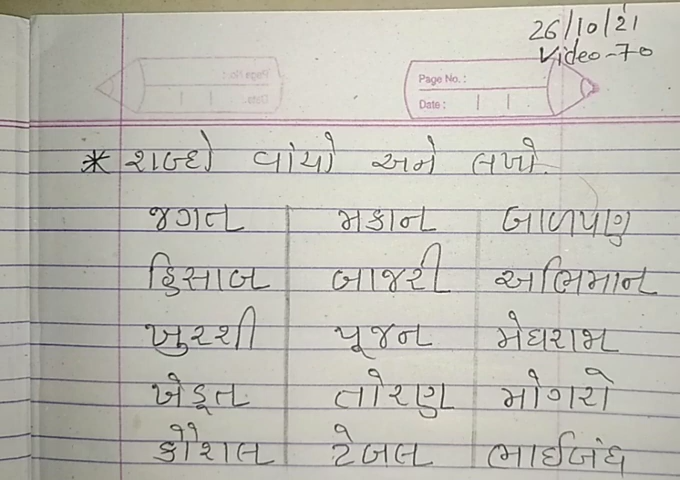 26/10/21
Video-70
Page No.:
Date:
* શબ્દો વાંચો અને લખો.
જગત મકાન બાળપણ
હિસાબ બાજરી અભિમાન
ખુરશી પૂજન મેઘરાજ
ખેડૂત તોરણ મોગરો
કૌશલ ટેબલ ભાઈબંધ